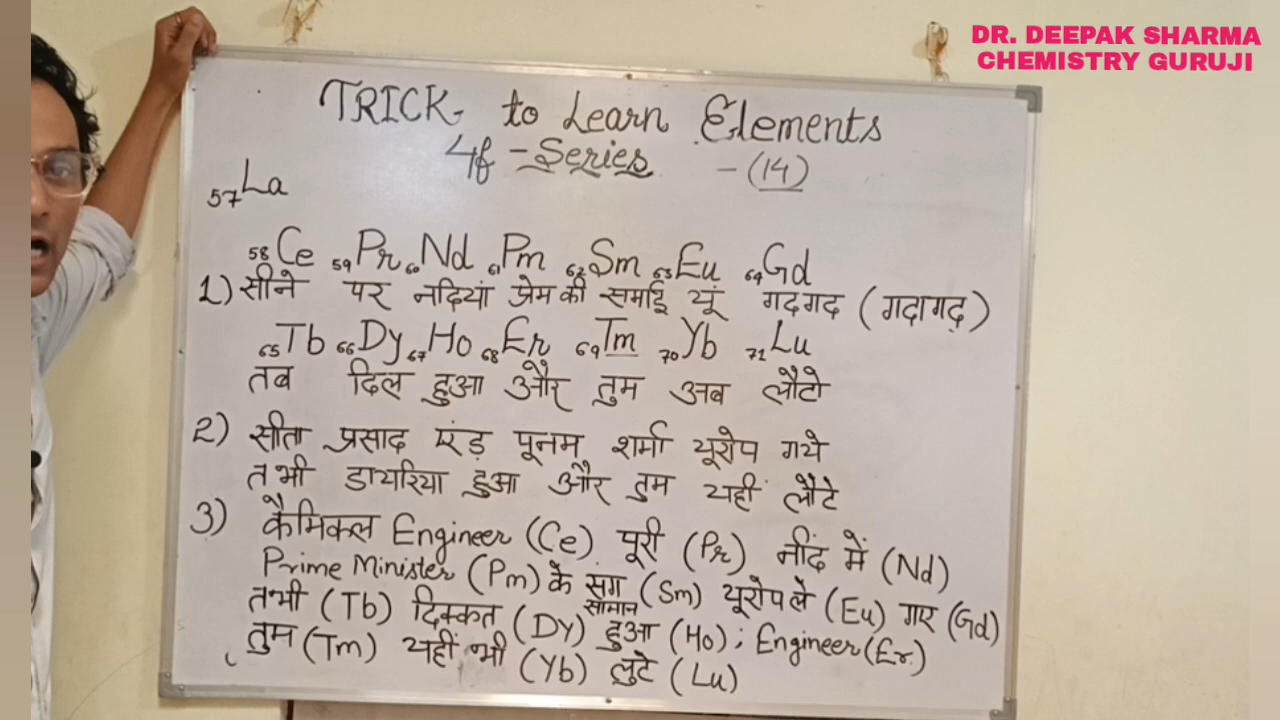 DR. DEEPAK SHARMA
CHEMISTRY GURUJI
TRICK to Learn Elements
4f - Series - (14)
57La
58Ce 59Pr 60Nd 61Pm 62Sm 63Eu 64Gd
1) सीने पर नदियां प्रेम की समाई यूं गदगद (गदागद)
65Tb 66Dy 67Ho 68Er 69Tm 70Yb 71Lu
तब दिल हुआ और तुम अब लौटो
2) सीता प्रसाद एंड़ पूनम शर्मा यूरोप गये
तभी डायरिया हुआ और तुम यहीं लौटे
3) कैमिकल Engineer (Ce) पूरी (Pr) नींद में (Nd)
Prime Minister (Pm) के संग (Sm) यूरोप ले (Eu) गए (Gd)
सामान
तभी (Tb) दिक्कत (DY) हुआ (Ho); Engineer (Er)
तुम (Tm) यहीं भी (Yb) लुटे (Lu)